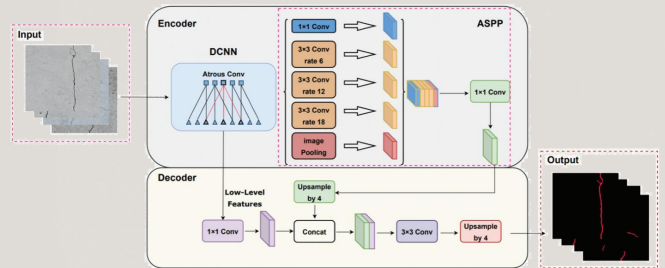 Input
Encoder
DCNN
Atrous Conv
1×1 Conv
3×3 Conv
rate 6
3×3 Conv
rate 12
3×3 Conv
rate 18
image
Pooling
ASPP
1×1 Conv
Decoder
Low-Level
Features
1×1 Conv
Upsample
by 4
Concat
3×3 Conv
Upsample
by 4
Output